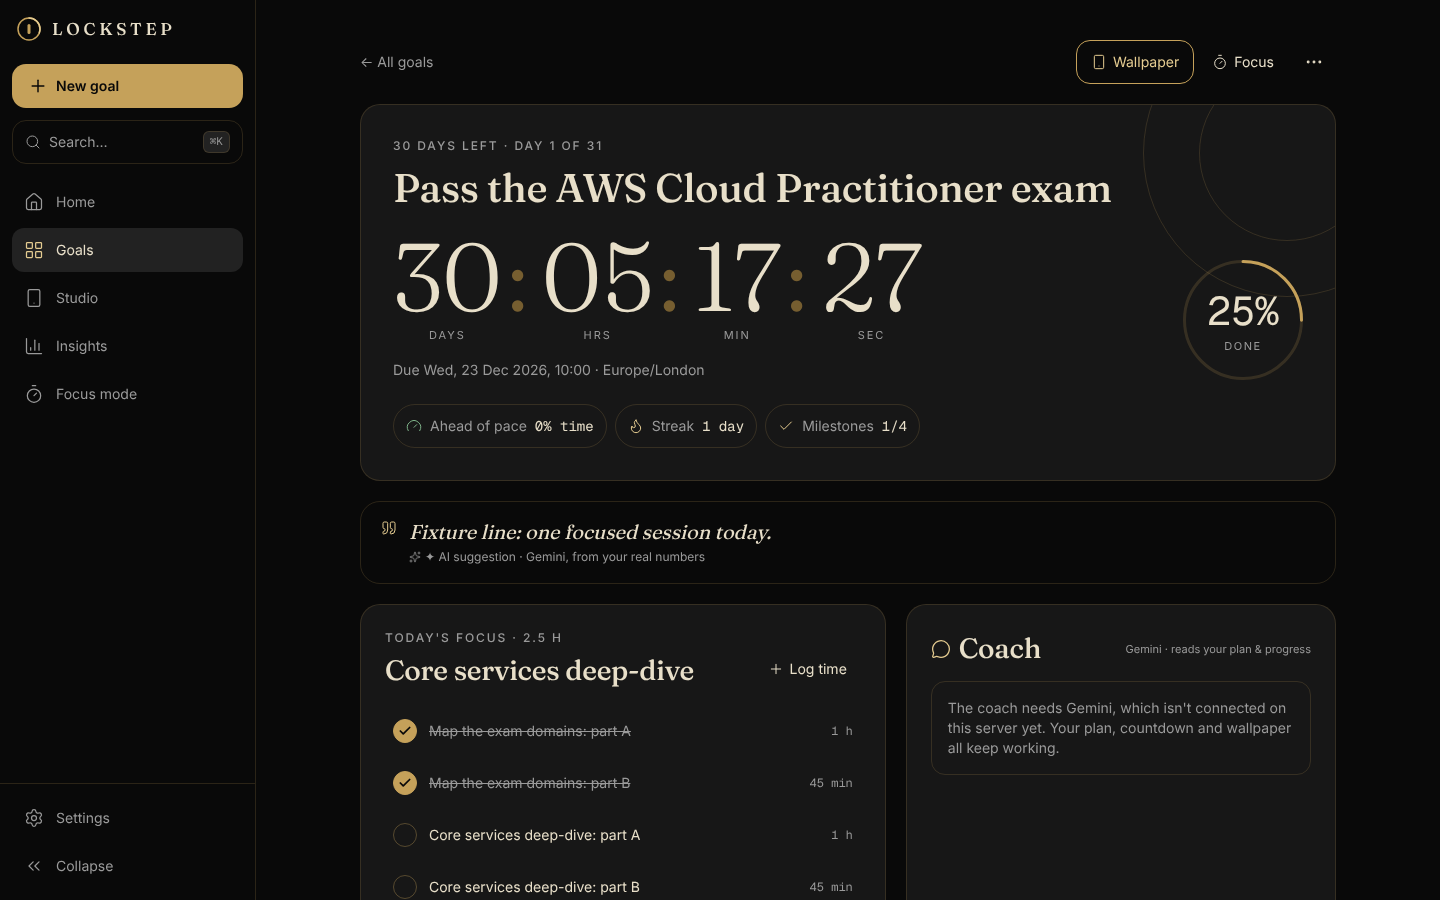 LOCKSTEP
New goal
Search...
⌘K
Home
Goals
Studio
Insights
Focus mode
Settings
Collapse
← All goals
Wallpaper
Focus
30 DAYS LEFT · DAY 1 OF 31
Pass the AWS Cloud Practitioner exam
30:05:17:27
DAYS HRS MIN SEC
25%
DONE
Due Wed, 23 Dec 2026, 10:00 · Europe/London
Ahead of pace 0% time
Streak 1 day
Milestones 1/4
Fixture line: one focused session today.
✦ AI suggestion · Gemini, from your real numbers
TODAY'S FOCUS · 2.5 H
Core services deep-dive
+ Log time
Map the exam domains: part A 1 h
Map the exam domains: part B 45 min
Core services deep-dive: part A 1 h
Core services deep-dive: part B 45 min
Coach
Gemini · reads your plan & progress
The coach needs Gemini, which isn't connected on
this server yet. Your plan, countdown and wallpaper
all keep working.